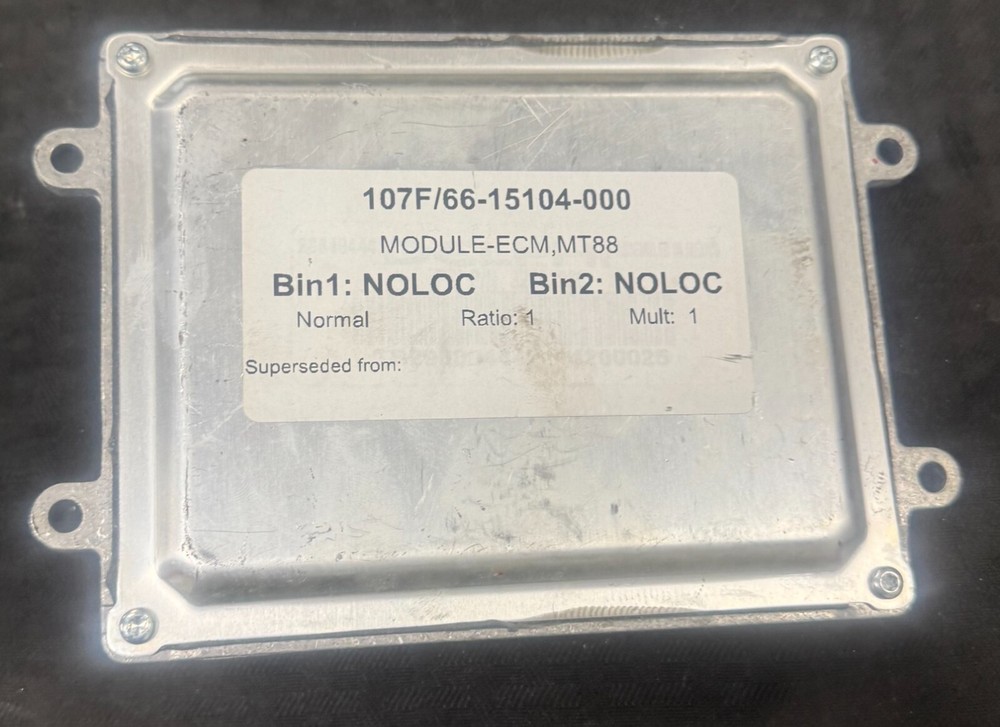 107F/66-15104-000
MODULE-ECM,MT88
Bin1: NOLOC Bin2: NOLOC
Normal Ratio: 1 Mult: 1
Superseded from: